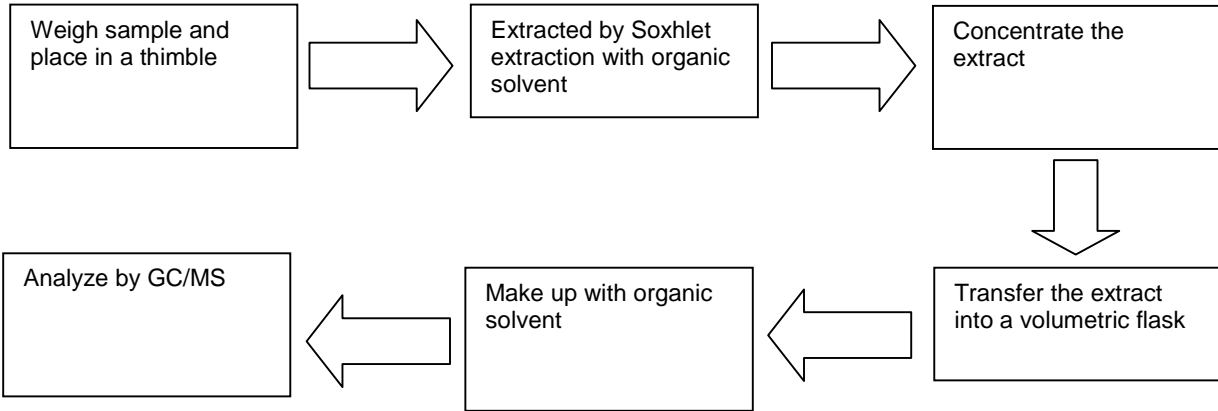 Weigh sample and
place in a thimble
Extracted by Soxhlet
extraction with organic
solvent
Concentrate the
extract
Transfer the extract
into a volumetric flask
Make up with organic
solvent
Analyze by GC/MS